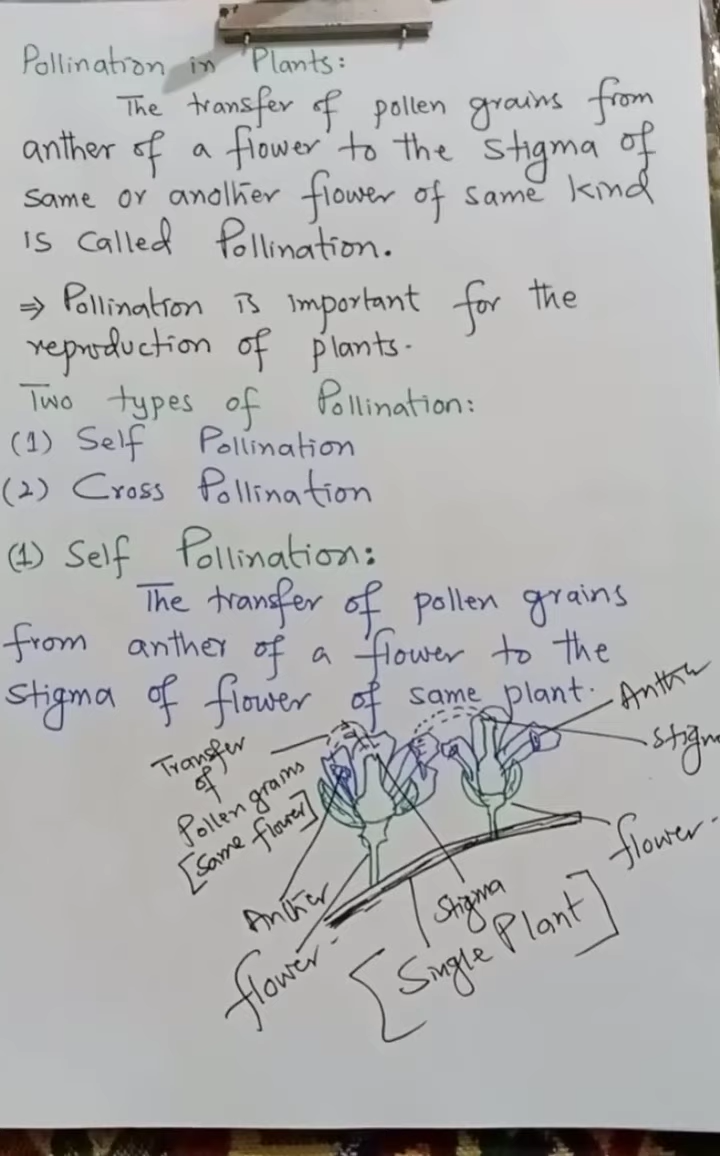 Pollination in Plants:
The transfer of pollen grains from
anther of a flower to the stigma of
same or another flower of same kind
is called Pollination.
⇒ Pollination is important for the
reproduction of plants.
Two types of Pollination:
(1) Self Pollination
(2) Cross Pollination
(1) Self Pollination:
The transfer of pollen grains
from anther of a flower to the
stigma of flower of same plant.
Anther
Stigm
Transfer
of
Pollen grains
[Same flower]
flower.
Anther
Stigma
flower.
[Single Plant]